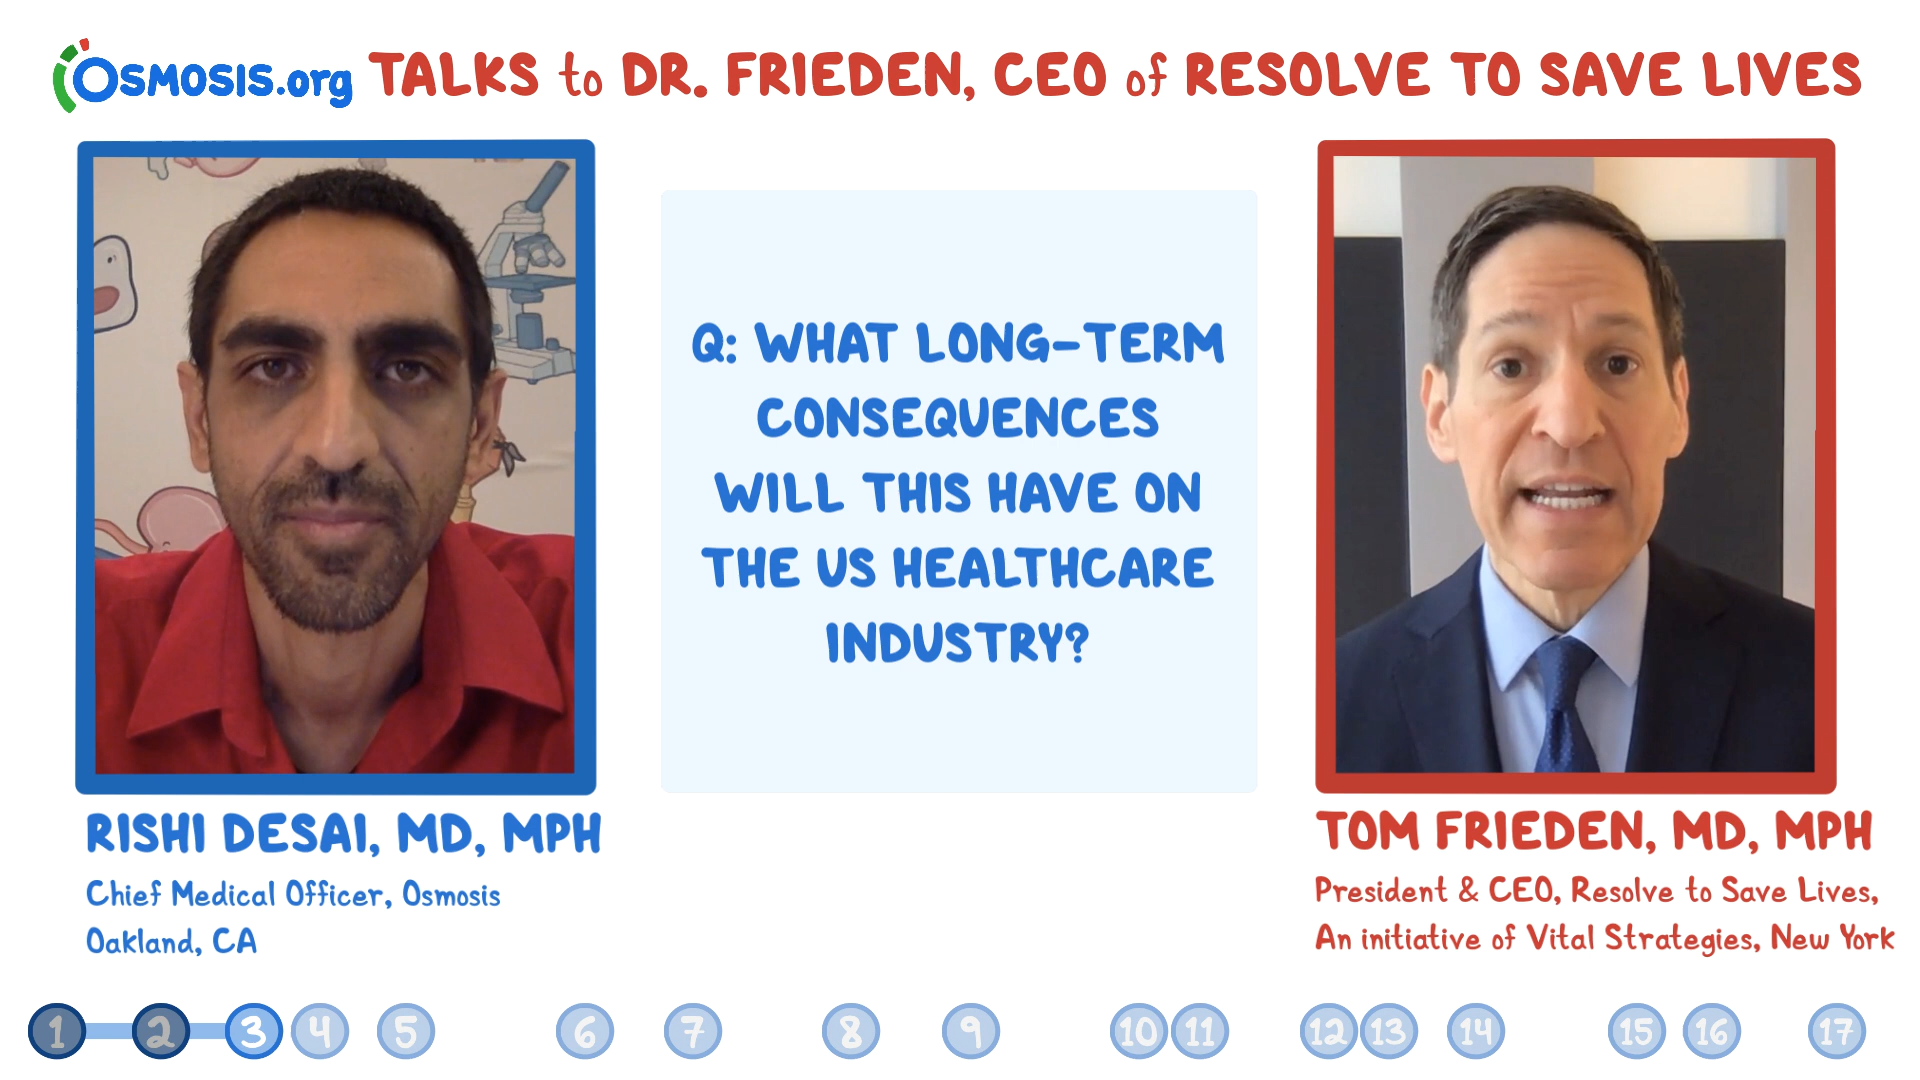 OSMOSIS.org TALKS to DR. FRIEDEN, CEO of RESOLVE TO SAVE LIVES
Q: WHAT LONG-TERM
CONSEQUENCES
WILL THIS HAVE ON
THE US HEALTHCARE
INDUSTRY?
RISHI DESAI, MD, MPH
Chief Medical Officer, Osmosis
Oakland, CA
TOM FRIEDEN, MD, MPH
President & CEO, Resolve to Save Lives,
An initiative of Vital Strategies, New York
1 2 3 4 5 6 7 8 9 10 11 12 13 14 15 16 17